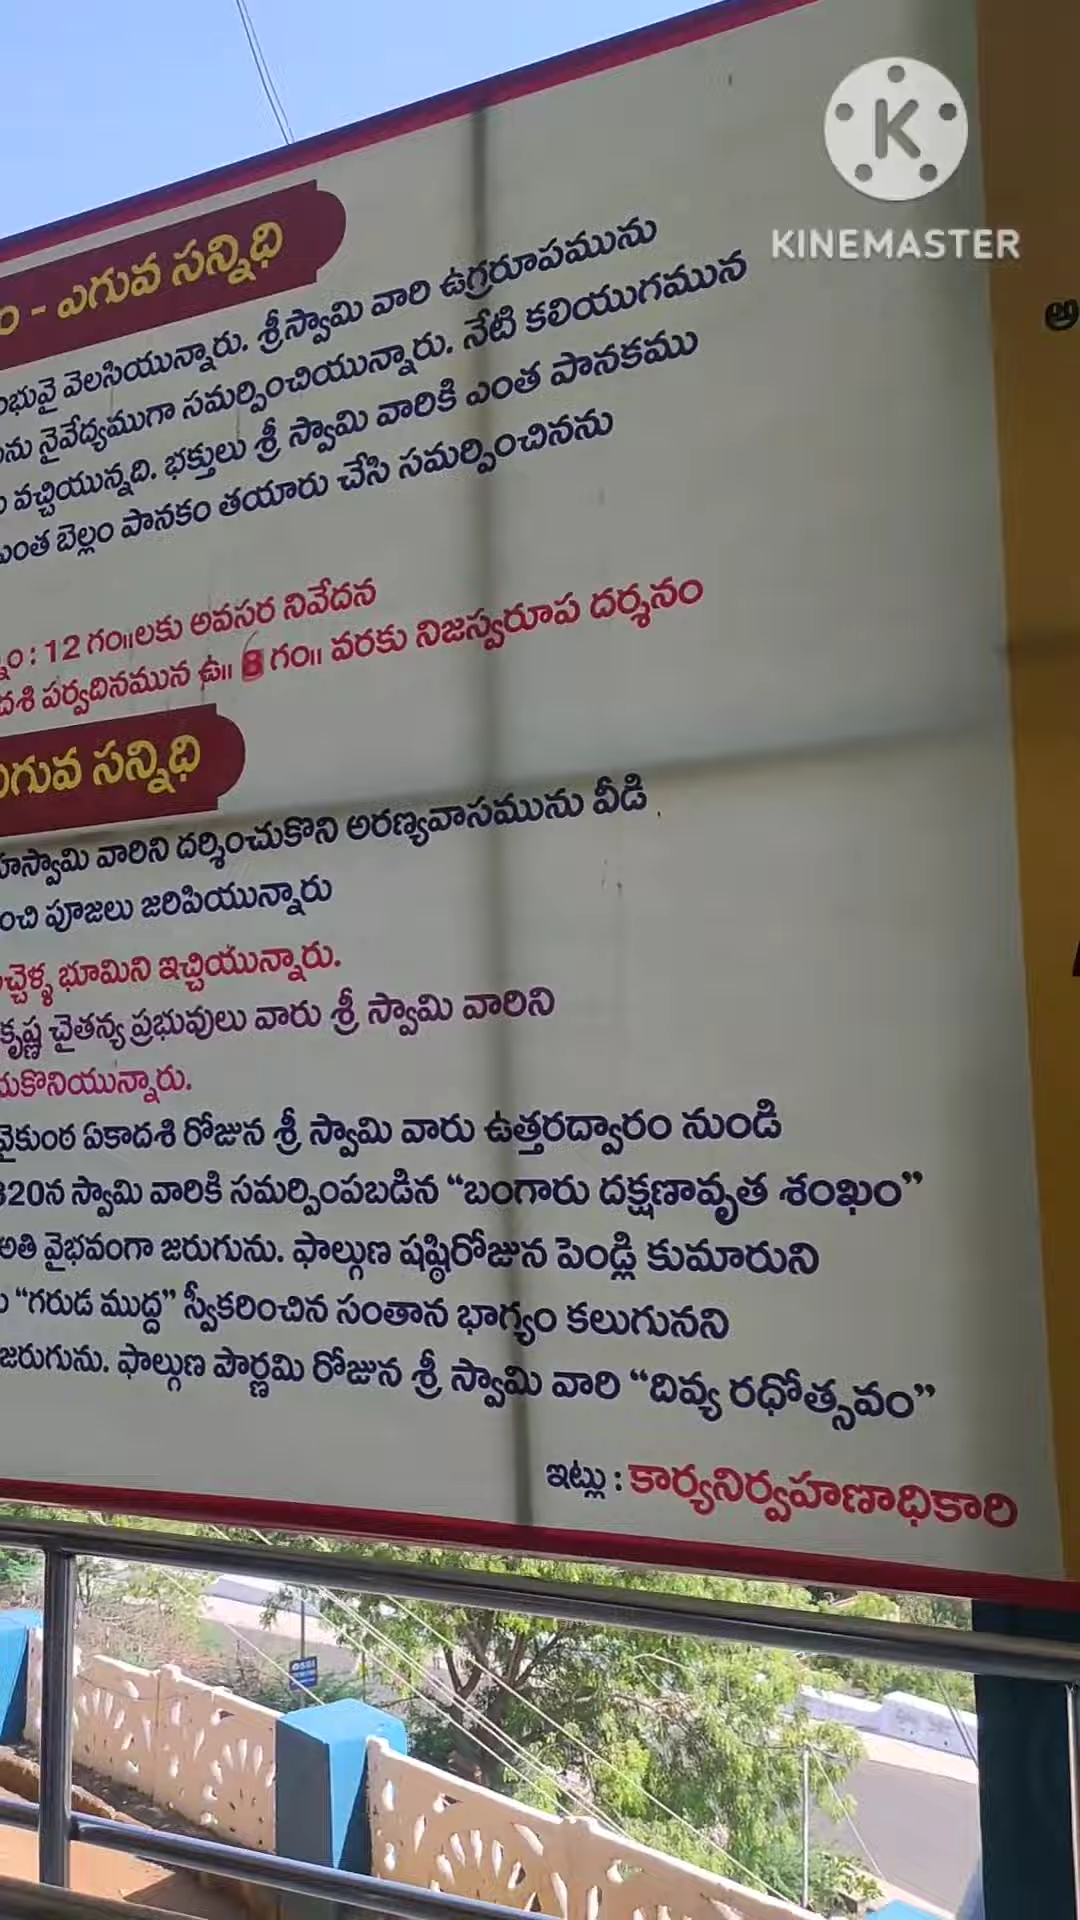 KINEMASTER
- ఎగువ సన్నిధి
వెలసియున్నారు. శ్రీస్వామి వారి ఉగ్రరూపమును
నైవేద్యముగా సమర్పించియున్నారు. నేటి కలియుగమున
వచ్చియున్నది. భక్తులు శ్రీ స్వామి వారికి ఎంత పానకము
బెల్లం పానకం తయారు చేసి సమర్పించినను
: 12 గం॥లకు అవసర నివేదన
పర్వదినమున ఉ॥ 6 గం॥ వరకు నిజస్వరూప దర్శనం
సన్నిధి
వారిని దర్శించుకొని అరణ్యవాసమును వీడి
పూజలు జరిపియున్నారు
భూమిని ఇచ్చియున్నారు.
కృష్ణ చైతన్య ప్రభువులు వారు శ్రీ స్వామి వారిని
వైకుంఠ ఏకాదశి రోజున శ్రీ స్వామి వారు ఉత్తరద్వారం నుండి
స్వామి వారికి సమర్పింపబడిన “బంగారు దక్షణావృత శంఖం”
అతి వైభవంగా జరుగును. ఫాల్గుణ షష్ఠిరోజున పెండ్లి కుమారుని
“గరుడ ముద్ద” స్వీకరించిన సంతాన భాగ్యం కలుగునని
జరుగును. ఫాల్గుణ పౌర్ణమి రోజున శ్రీ స్వామి వారి “దివ్య రధోత్సవం”
ఇట్లు : కార్యనిర్వహణాధికారి